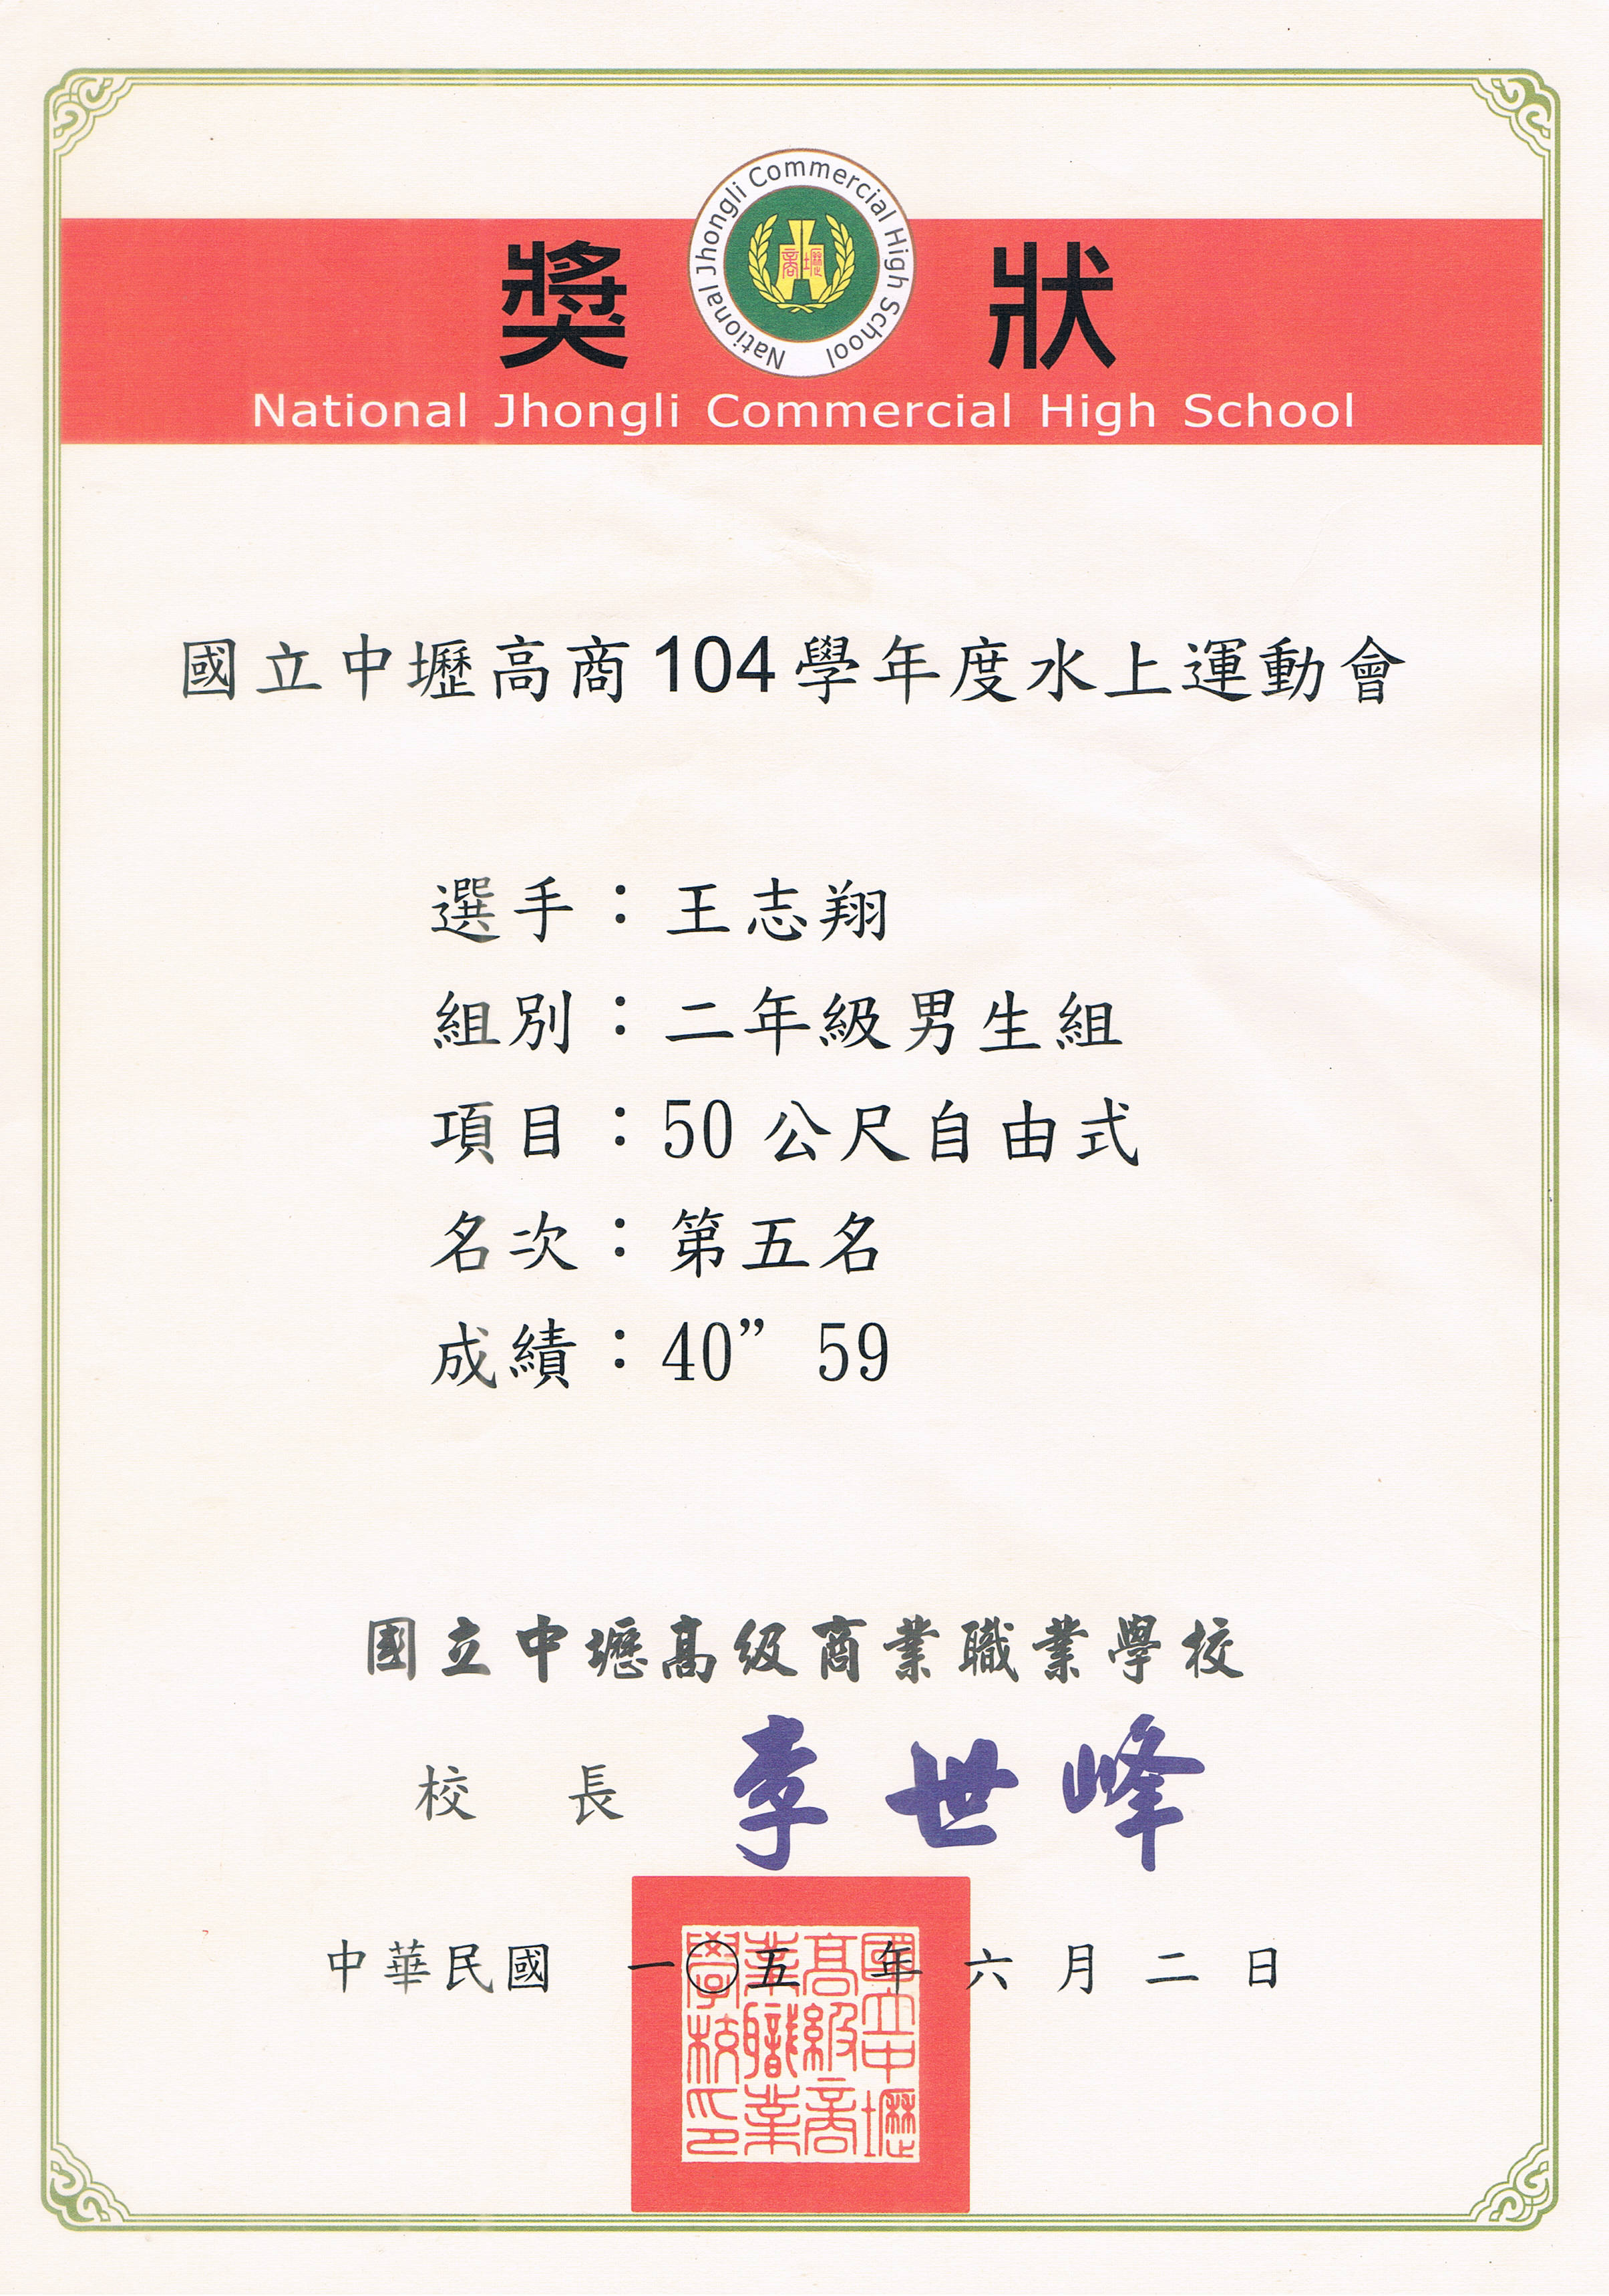 獎狀
National Jhongli Commercial High School
壢商
National Jhongli Commercial High School
國立中壢高商104學年度水上運動會
選手：王志翔
組別：二年級男生組
項目：50 公尺自由式
名次：第五名
成績：40” 59
國立中壢高級商業職業學校
校 長 李世峰
中華民國 一〇五 年 六 月 二 日
國立中壢高級商業職業學校印